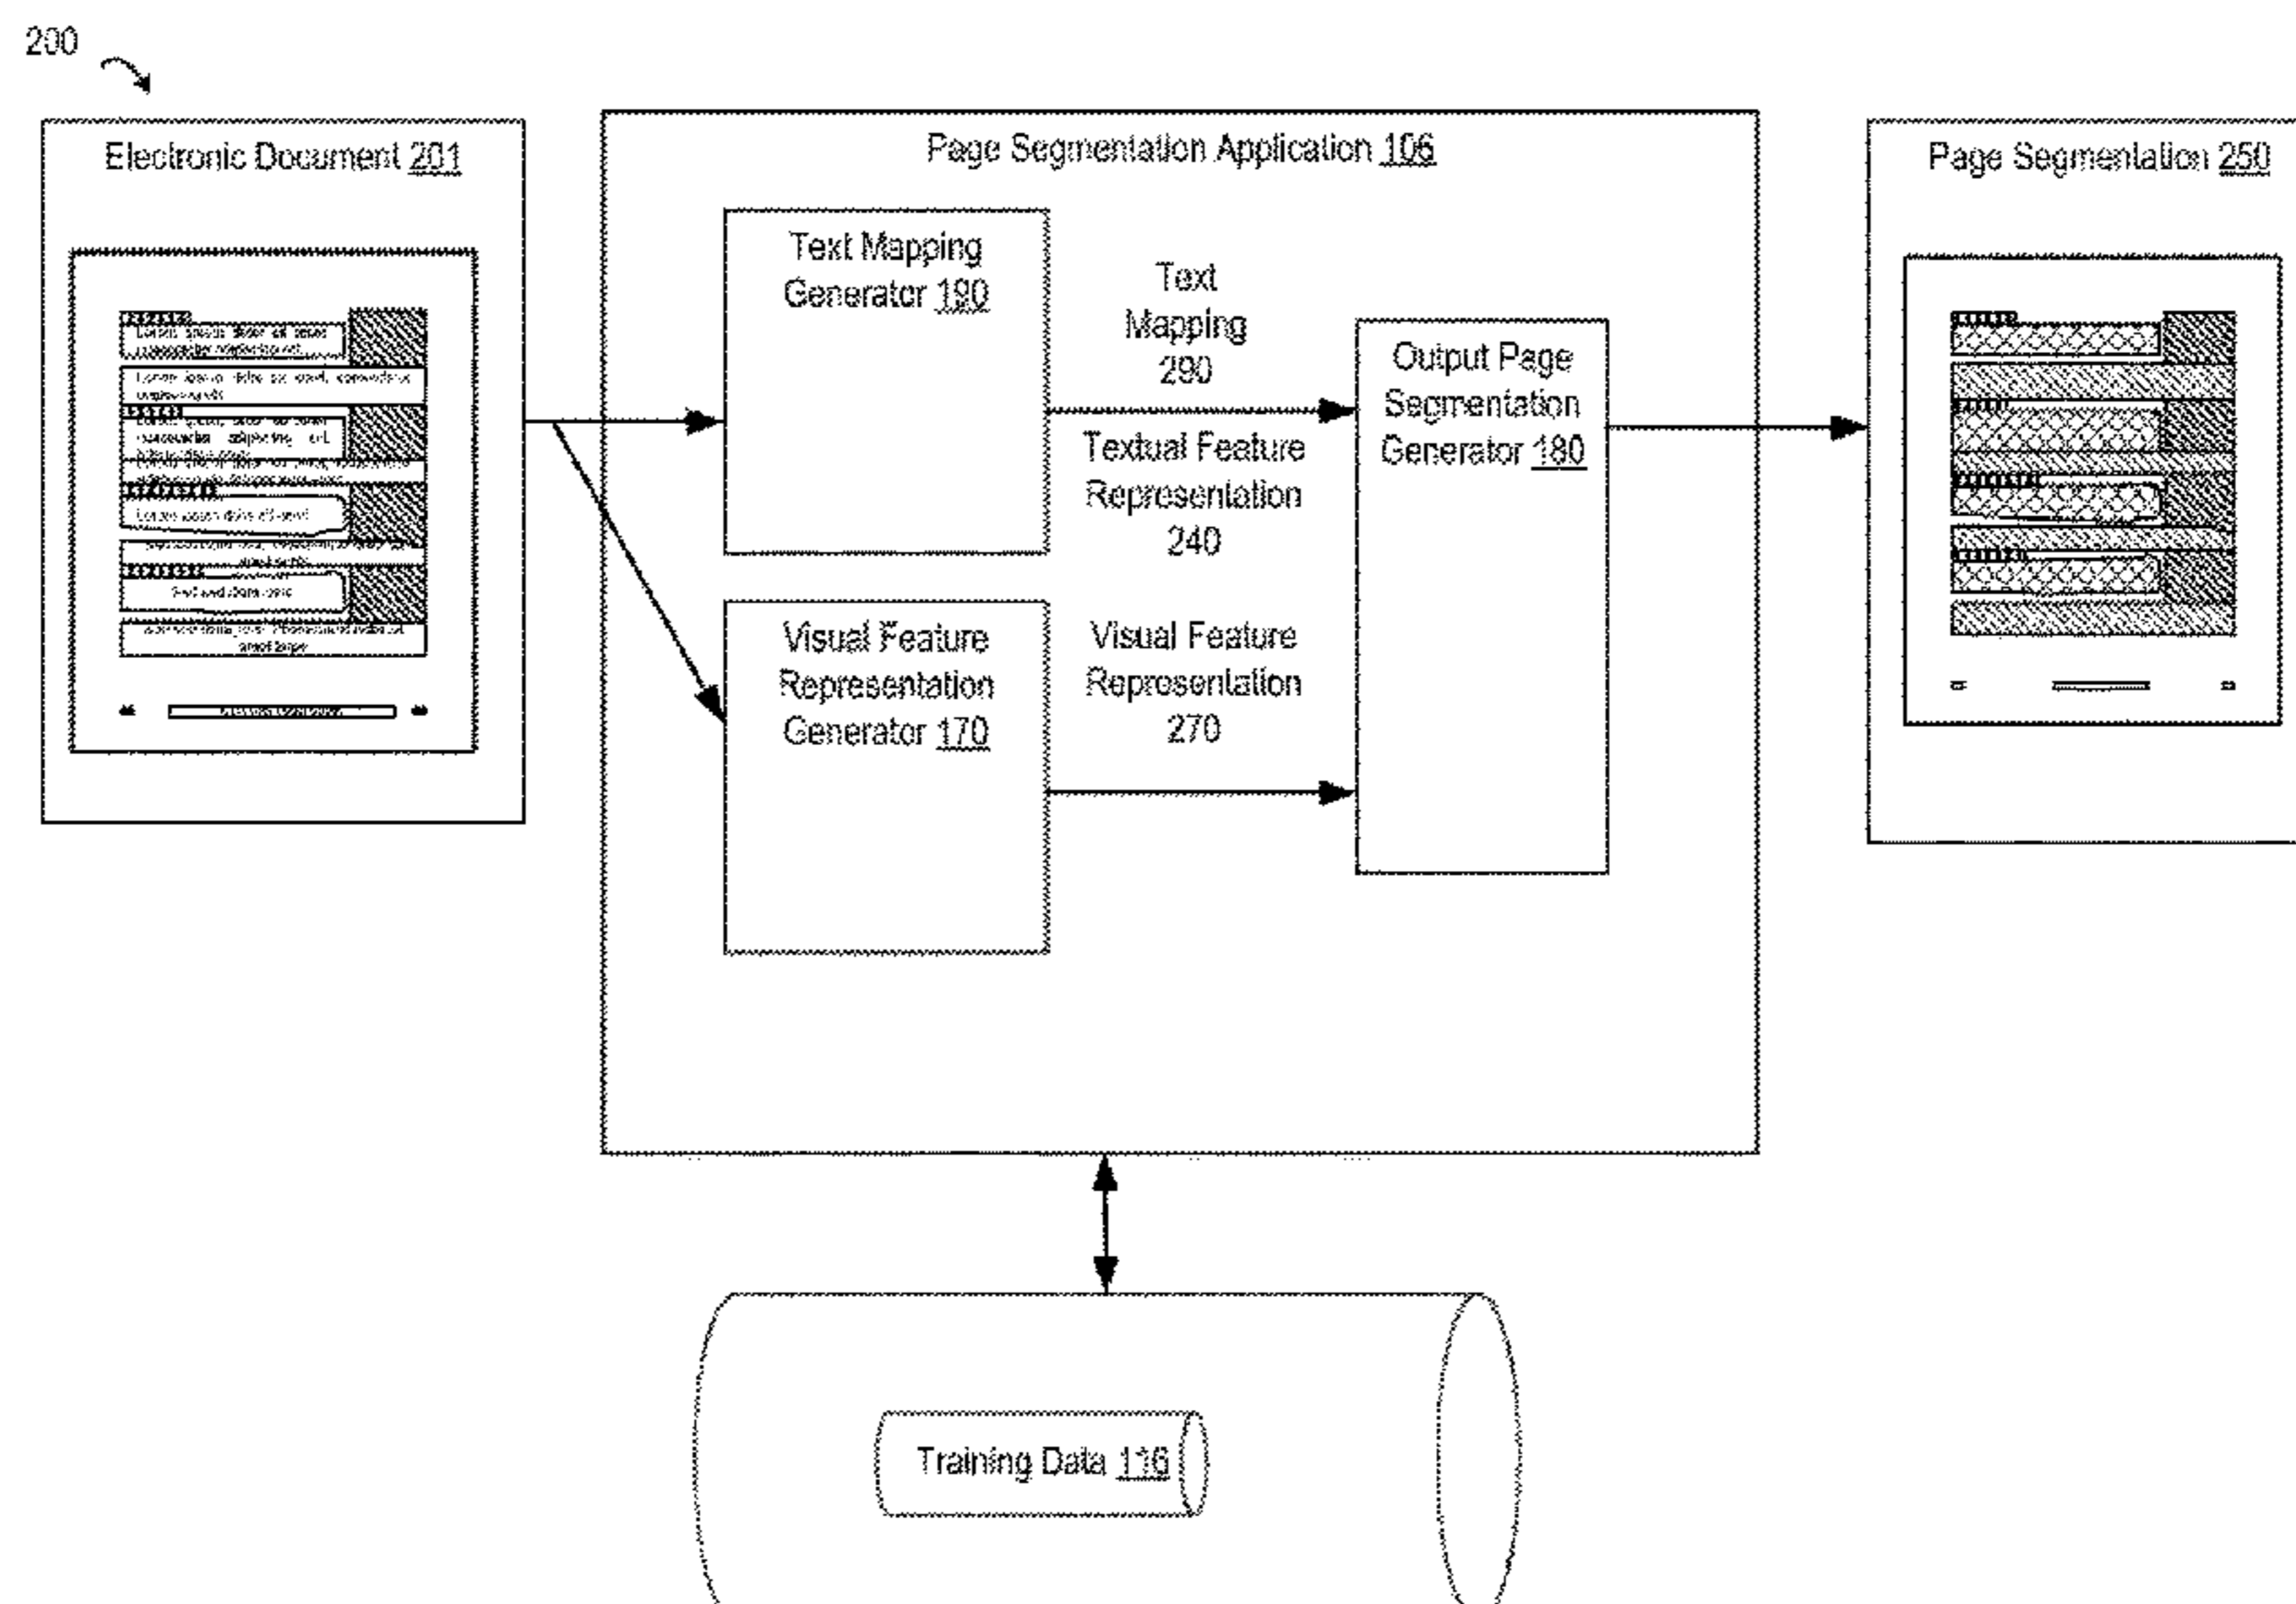 200
Electronic Document 201
Page Segmentation Application 106
Page Segmentation 250
Text Mapping
Generator 190
Text
Mapping
290
Textual Feature
Representation
240
Output Page
Segmentation
Generator 180
Visual Feature
Representation
Generator 170
Visual Feature
Representation
270
Training Data 116